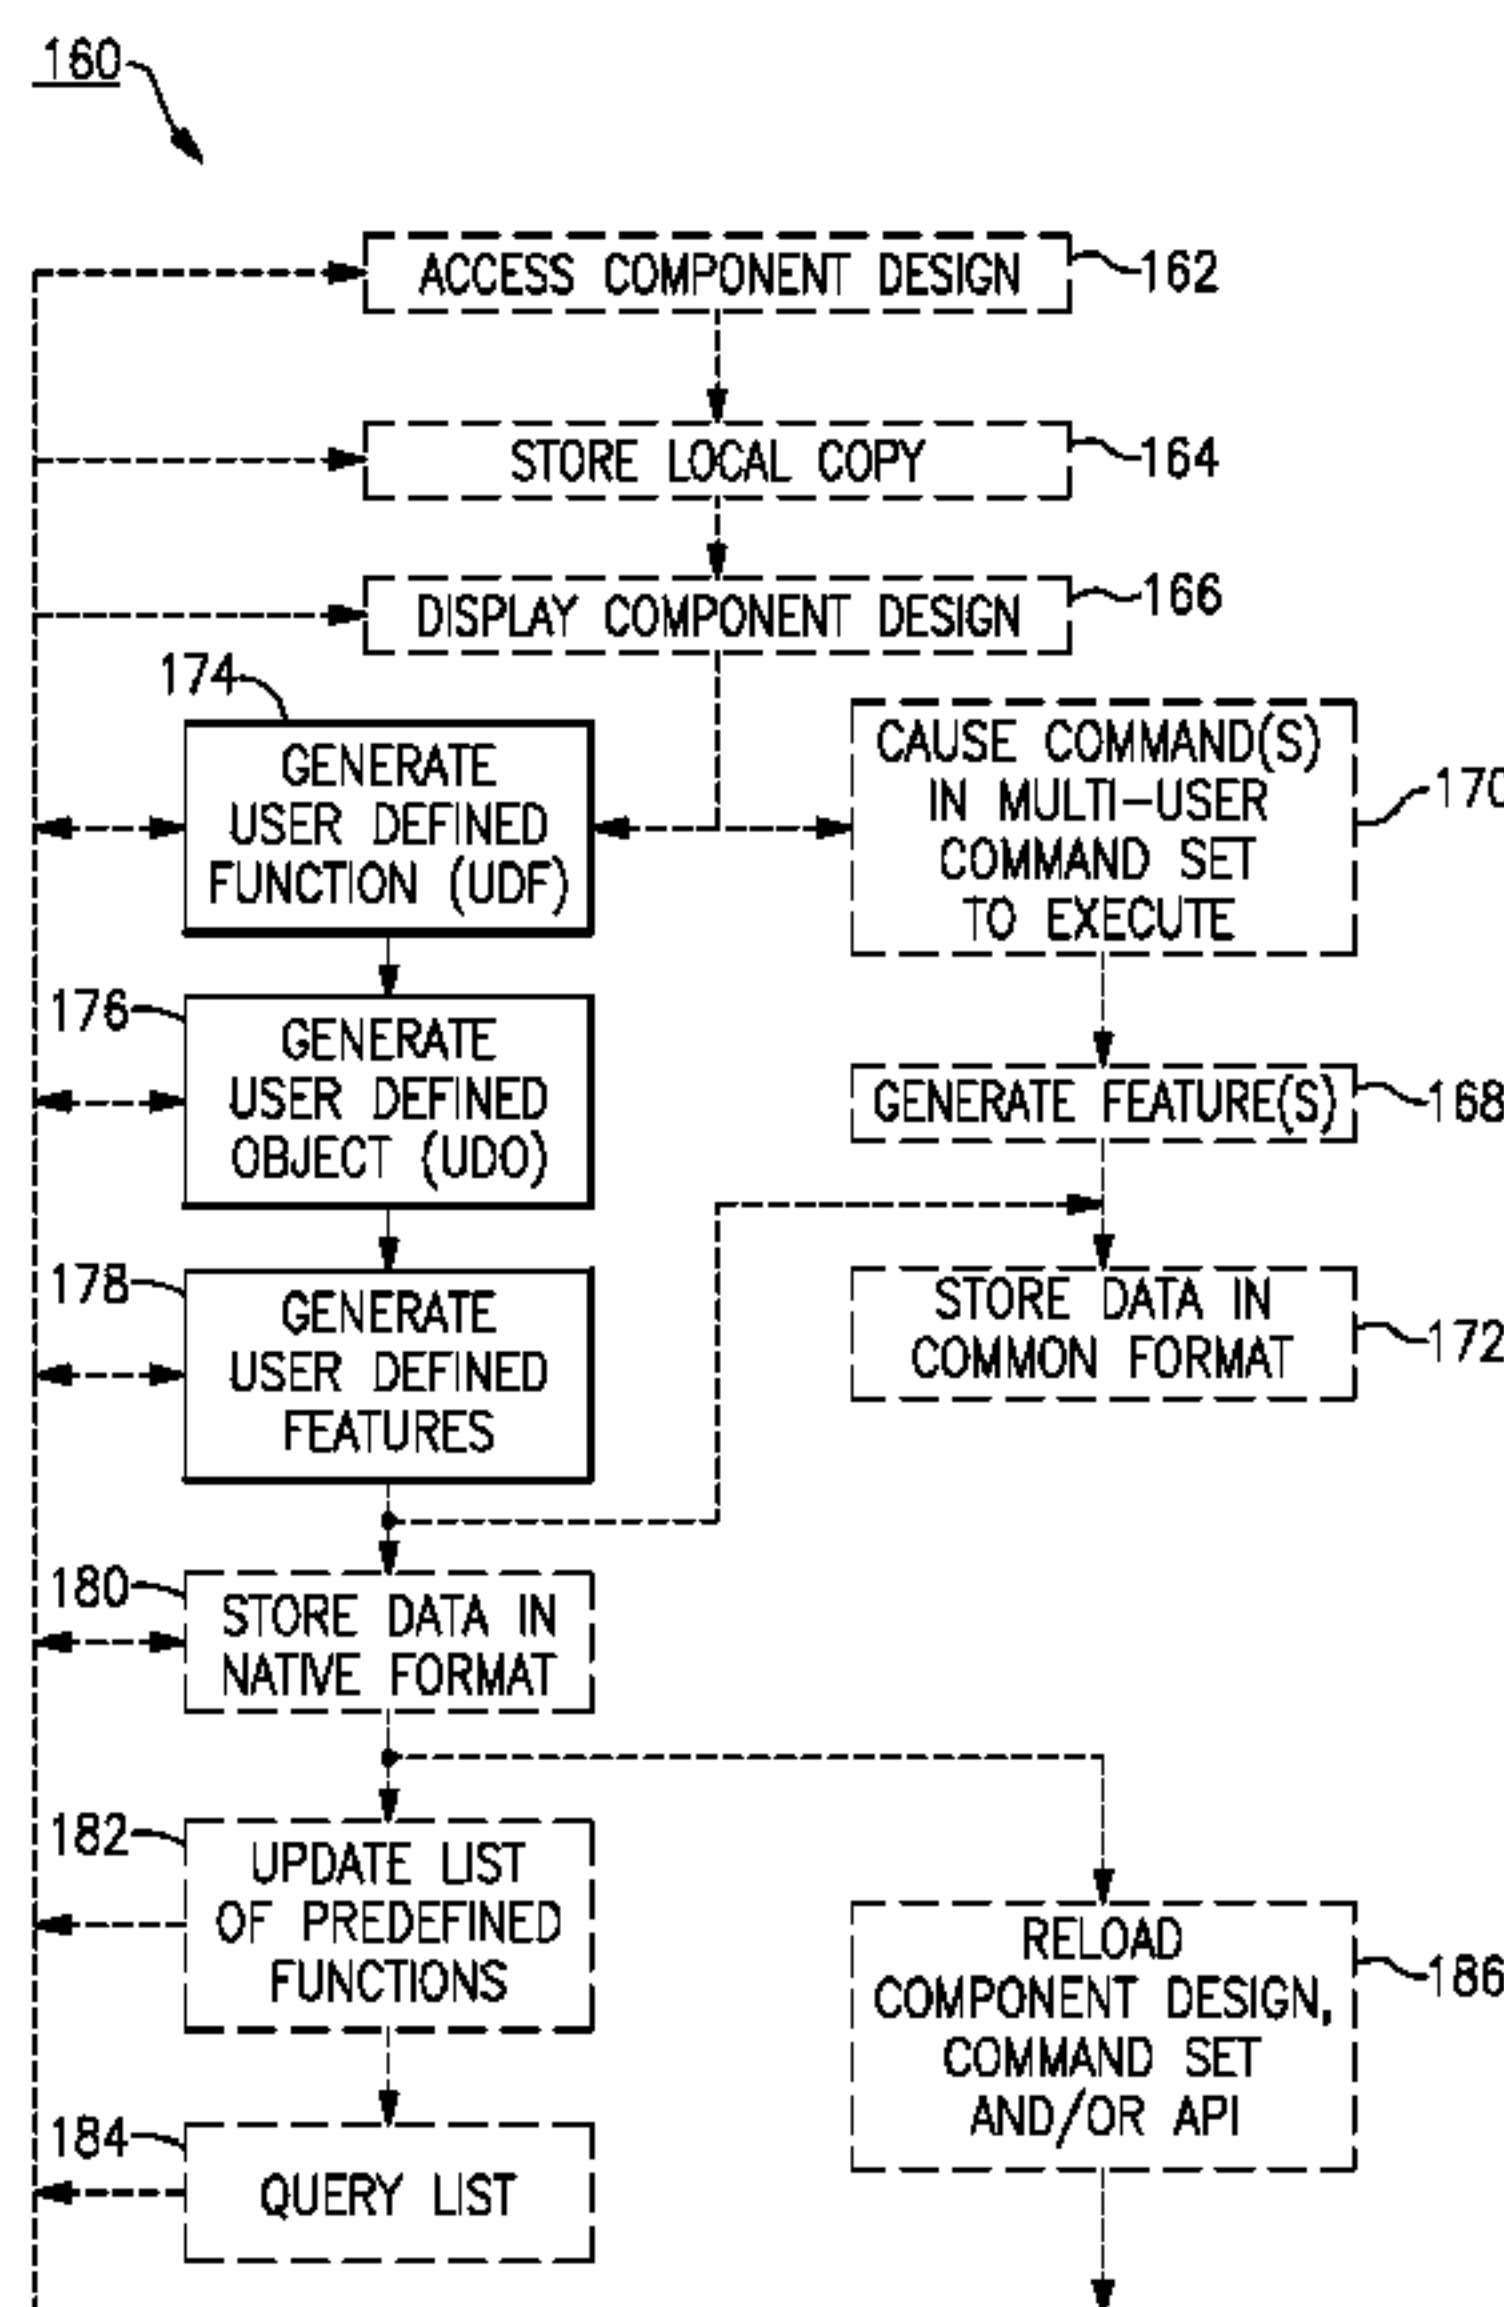 160
ACCESS COMPONENT DESIGN
162
STORE LOCAL COPY
164
DISPLAY COMPONENT DESIGN
166
174
GENERATE
USER DEFINED
FUNCTION (UDF)
CAUSE COMMAND(S)
IN MULTI-USER
COMMAND SET
TO EXECUTE
170
176
GENERATE
USER DEFINED
OBJECT (UDO)
GENERATE FEATURE(S)
168
178
GENERATE
USER DEFINED
FEATURES
STORE DATA IN
COMMON FORMAT
172
180
STORE DATA IN
NATIVE FORMAT
182
UPDATE LIST
OF PREDEFINED
FUNCTIONS
RELOAD
COMPONENT DESIGN,
COMMAND SET
AND/OR API
186
184
QUERY LIST